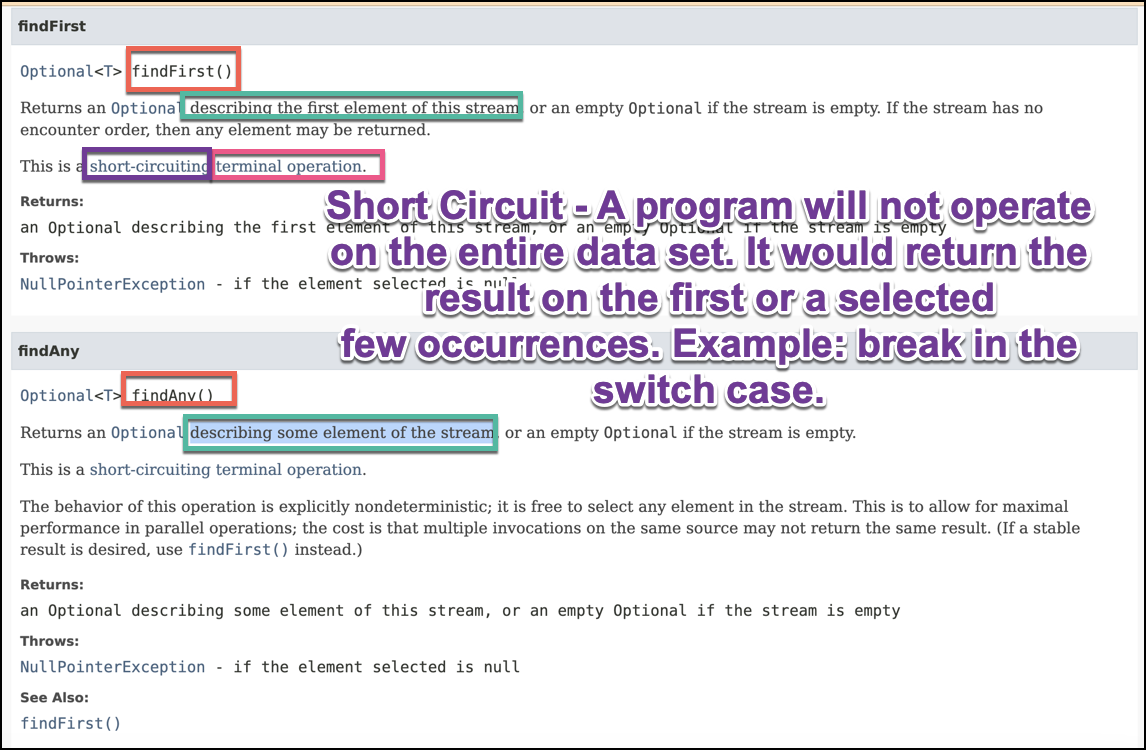 findFirst
Optional<T> findFirst()
Returns an Optional describing the first element of this stream, or an empty Optional if the stream is empty. If the stream has no
encounter order, then any element may be returned.
This is a short-circuiting terminal operation.
Returns:
an Optional describing the first element of this stream, or an empty Optional if the stream is empty
Throws:
NullPointerException - if the element selected is null
Short Circuit - A program will not operate
on the entire data set. It would return the
result on the first or a selected
few occurrences. Example: break in the
switch case.
findAny
Optional<T> findAny()
Returns an Optional describing some element of the stream, or an empty Optional if the stream is empty.
This is a short-circuiting terminal operation.
The behavior of this operation is explicitly nondeterministic; it is free to select any element in the stream. This is to allow for maximal
performance in parallel operations; the cost is that multiple invocations on the same source may not return the same result. (If a stable
result is desired, use findFirst() instead.)
Returns:
an Optional describing some element of this stream, or an empty Optional if the stream is empty
Throws:
NullPointerException - if the element selected is null
See Also:
findFirst()